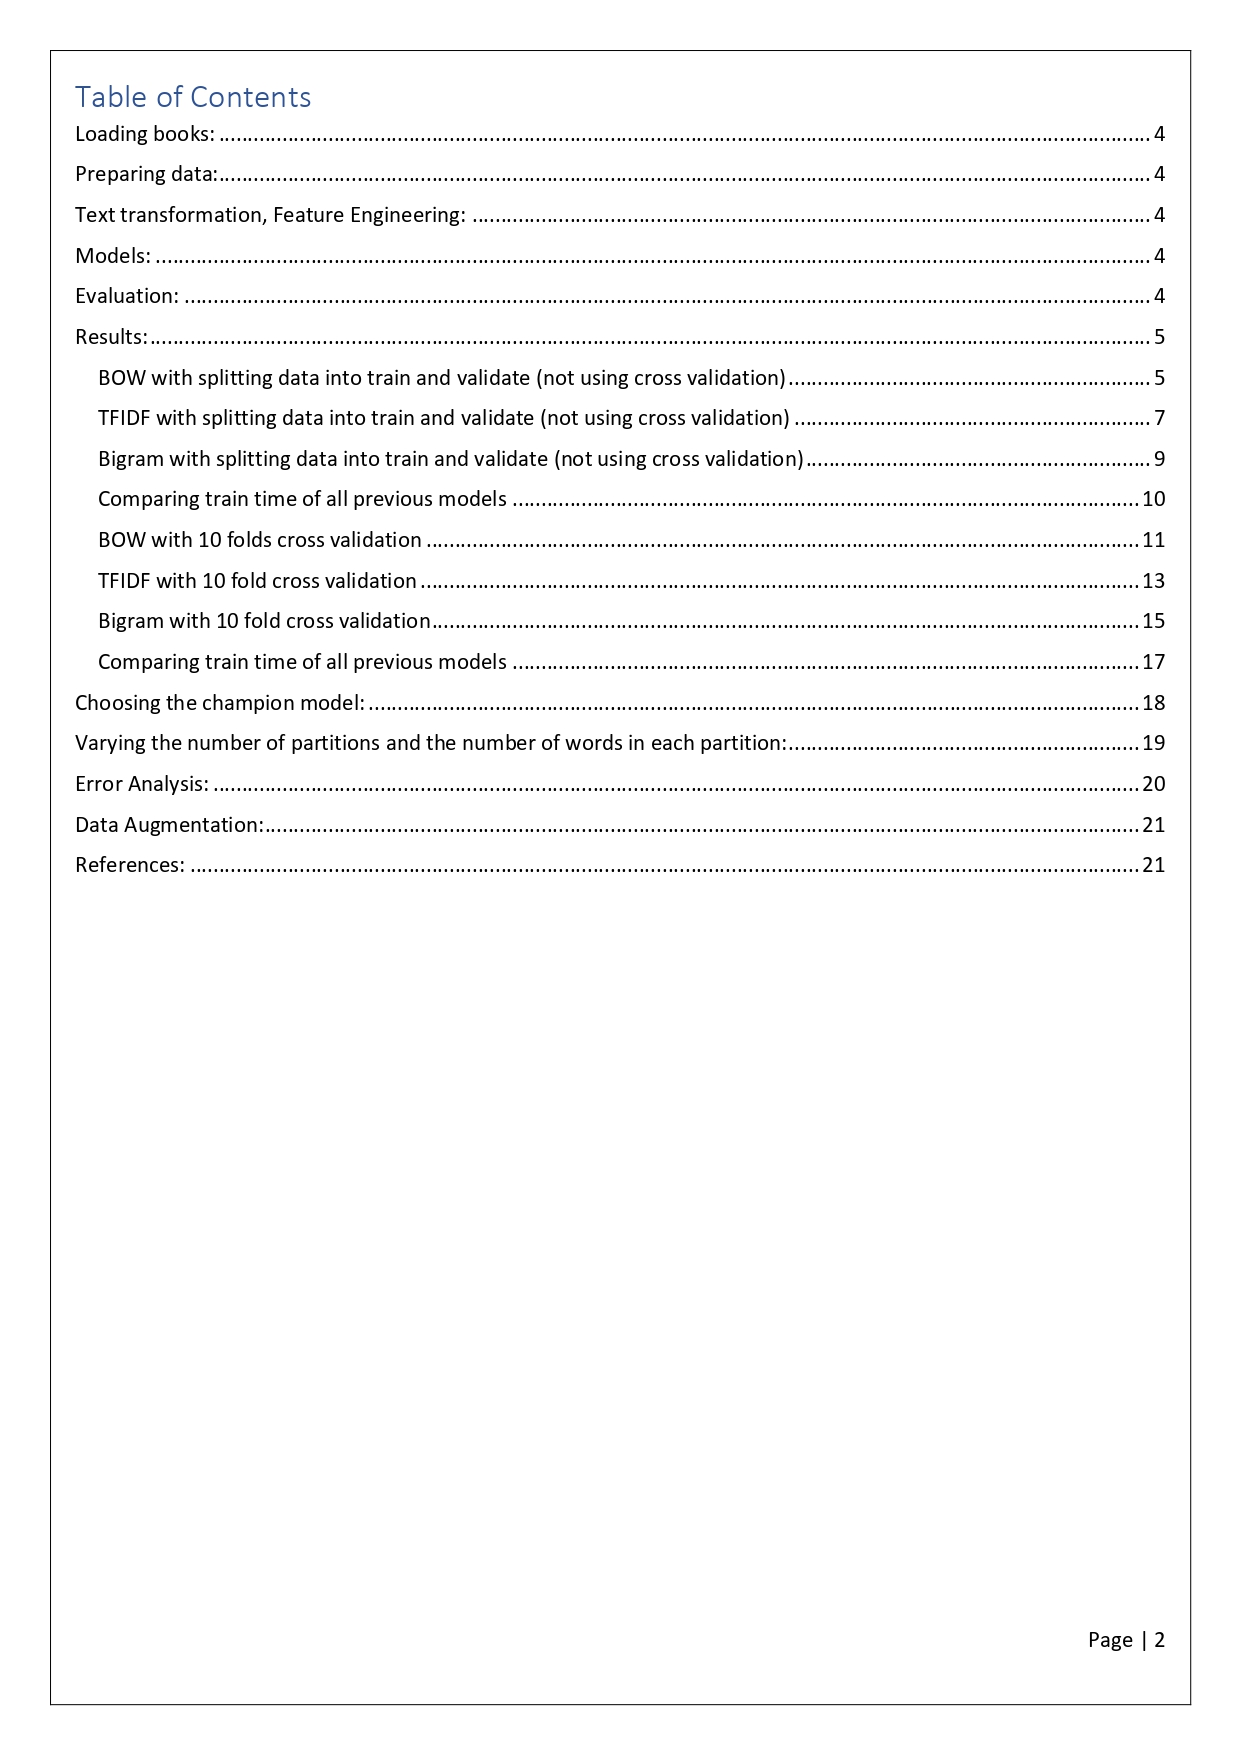 Table of Contents
Loading books: ........................................................................ 4
Preparing data: ........................................................................ 4
Text transformation, Feature Engineering: ........................................................................ 4
Models: ........................................................................ 4
Evaluation: ........................................................................ 4
Results: ........................................................................ 5
BOW with splitting data into train and validate (not using cross validation) ........................................................................ 5
TFIDF with splitting data into train and validate (not using cross validation) ........................................................................ 7
Bigram with splitting data into train and validate (not using cross validation) ........................................................................ 9
Comparing train time of all previous models ........................................................................ 10
BOW with 10 folds cross validation ........................................................................ 11
TFIDF with 10 fold cross validation ........................................................................ 13
Bigram with 10 fold cross validation ........................................................................ 15
Comparing train time of all previous models ........................................................................ 17
Choosing the champion model: ........................................................................ 18
Varying the number of partitions and the number of words in each partition: ........................................................................ 19
Error Analysis: ........................................................................ 20
Data Augmentation: ........................................................................ 21
References: ........................................................................ 21
Page | 2